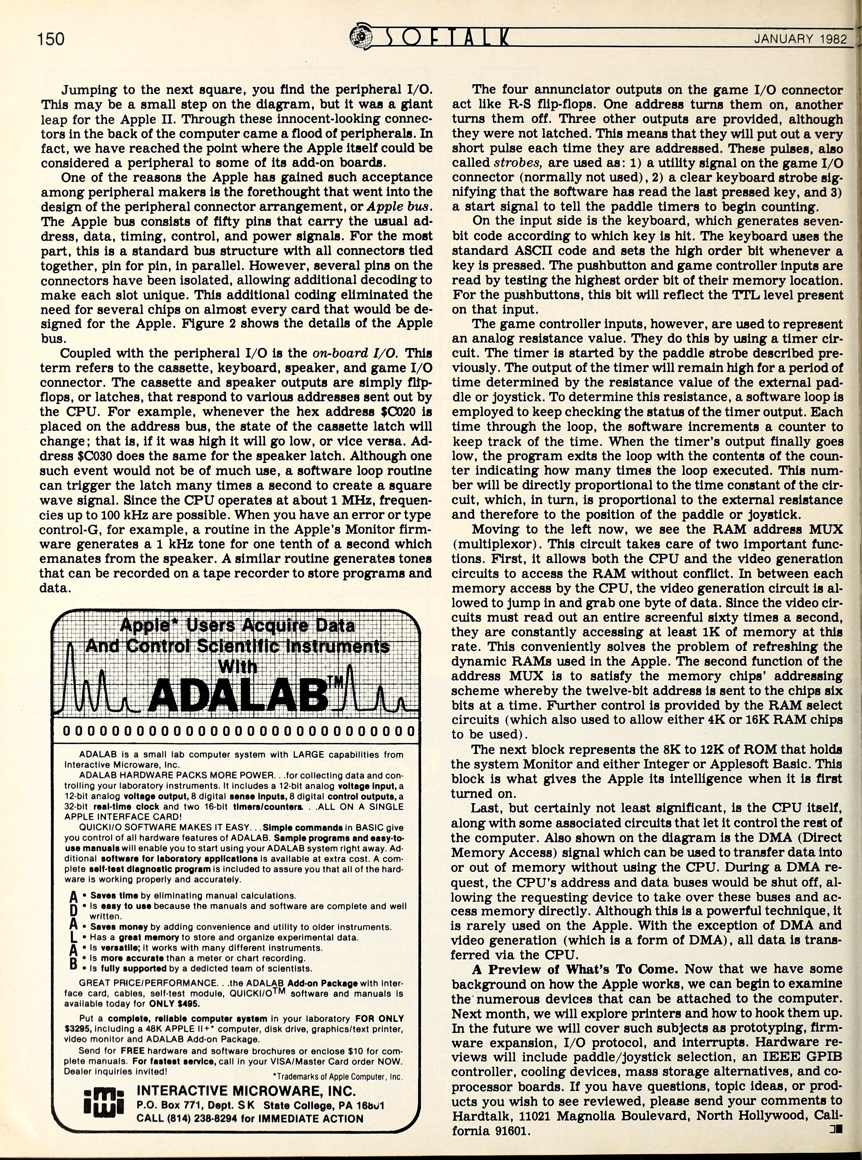 150
SOFTALK
JANUARY 1982
Jumping to the next square, you find the peripheral I/O.
This may be a small step on the diagram, but it was a giant
leap for the Apple II. Through these innocent-looking connec-
tors in the back of the computer came a flood of peripherals. In
fact, we have reached the point where the Apple itself could be
considered a peripheral to some of its add-on boards.
One of the reasons the Apple has gained such acceptance
among peripheral makers is the forethought that went into the
design of the peripheral connector arrangement, or Apple bus.
The Apple bus consists of fifty pins that carry the usual ad-
dress, data, timing, control, and power signals. For the most
part, this is a standard bus structure with all connectors tied
together, pin for pin, in parallel. However, several pins on the
connectors have been isolated, allowing additional decoding to
make each slot unique. This additional coding eliminated the
need for several chips on almost every card that would be de-
signed for the Apple. Figure 2 shows the details of the Apple
bus.
Coupled with the peripheral I/O is the on-board I/O. This
term refers to the cassette, keyboard, speaker, and game I/O
connector. The cassette and speaker outputs are simply flip-
flops, or latches, that respond to various addresses sent out by
the CPU. For example, whenever the hex address $C020 is
placed on the address bus, the state of the cassette latch will
change; that is, if it was high it will go low, or vice versa. Ad-
dress $C030 does the same for the speaker latch. Although one
such event would not be of much use, a software loop routine
can trigger the latch many times a second to create a square
wave signal. Since the CPU operates at about 1 MHz, frequen-
cies up to 100 kHz are possible. When you have an error or type
control-G, for example, a routine in the Apple's Monitor firm-
ware generates a 1 kHz tone for one tenth of a second which
emanates from the speaker. A similar routine generates tones
that can be recorded on a tape recorder to store programs and
data.
Apple* Users Acquire Data
And Control Scientific Instruments
With
ADALAB™
ADALAB is a small lab computer system with LARGE capabilities from
Interactive Microware, Inc.
ADALAB HARDWARE PACKS MORE POWER. . .for collecting data and con-
trolling your laboratory instruments. It includes a 12-bit analog voltage input, a
12-bit analog voltage output, 8 digital sense inputs, 8 digital control outputs, a
32-bit real-time clock and two 16-bit timers/counters. . .ALL ON A SINGLE
APPLE INTERFACE CARD!
QUICKI/O SOFTWARE MAKES IT EASY. . .Simple commands in BASIC give
you control of all hardware features of ADALAB. Sample programs and easy-to-
use manuals will enable you to start using your ADALAB system right away. Ad-
ditional software for laboratory applications is available at extra cost. A com-
plete self-test diagnostic program is included to assure you that all of the hard-
ware is working properly and accurately.
A • Saves time by eliminating manual calculations.
D • Is easy to use because the manuals and software are complete and well
written.
A • Saves money by adding convenience and utility to older instruments.
L • Has a great memory to store and organize experimental data.
A • Is versatile; it works with many different instruments.
B • Is more accurate than a meter or chart recording.
• Is fully supported by a dedicated team of scientists.
GREAT PRICE/PERFORMANCE. . .the ADALAB Add-on Package with inter-
face card, cables, self-test module, QUICKI/O™ software and manuals is
available today for ONLY $495.
Put a complete, reliable computer system in your laboratory FOR ONLY
$3295, including a 48K APPLE II+* computer, disk drive, graphics/text printer,
video monitor and ADALAB Add-on Package.
Send for FREE hardware and software brochures or enclose $10 for com-
plete manuals. For fastest service, call in your VISA/Master Card order NOW.
Dealer inquiries invited!
*Trademarks of Apple Computer, Inc.
imi
INTERACTIVE MICROWARE, INC.
P.O. Box 771, Dept. SK State College, PA 16801
CALL (814) 238-8294 for IMMEDIATE ACTION
The four annunciator outputs on the game I/O connector
act like R-S flip-flops. One address turns them on, another
turns them off. Three other outputs are provided, although
they were not latched. This means that they will put out a very
short pulse each time they are addressed. These pulses, also
called strobes, are used as: 1) a utility signal on the game I/O
connector (normally not used), 2) a clear keyboard strobe sig-
nifying that the software has read the last pressed key, and 3)
a start signal to tell the paddle timers to begin counting.
On the input side is the keyboard, which generates seven-
bit code according to which key is hit. The keyboard uses the
standard ASCII code and sets the high order bit whenever a
key is pressed. The pushbutton and game controller inputs are
read by testing the highest order bit of their memory location.
For the pushbuttons, this bit will reflect the TTL level present
on that input.
The game controller inputs, however, are used to represent
an analog resistance value. They do this by using a timer cir-
cuit. The timer is started by the paddle strobe described pre-
viously. The output of the timer will remain high for a period of
time determined by the resistance value of the external pad-
dle or joystick. To determine this resistance, a software loop is
employed to keep checking the status of the timer output. Each
time through the loop, the software increments a counter to
keep track of the time. When the timer's output finally goes
low, the program exits the loop with the contents of the coun-
ter indicating how many times the loop executed. This num-
ber will be directly proportional to the time constant of the cir-
cuit, which, in turn, is proportional to the external resistance
and therefore to the position of the paddle or joystick.
Moving to the left now, we see the RAM address MUX
(multiplexor). This circuit takes care of two important func-
tions. First, it allows both the CPU and the video generation
circuits to access the RAM without conflict. In between each
memory access by the CPU, the video generation circuit is al-
lowed to jump in and grab one byte of data. Since the video cir-
cuits must read out an entire screenful sixty times a second,
they are constantly accessing at least 1K of memory at this
rate. This conveniently solves the problem of refreshing the
dynamic RAMs used in the Apple. The second function of the
address MUX is to satisfy the memory chips' addressing
scheme whereby the twelve-bit address is sent to the chips six
bits at a time. Further control is provided by the RAM select
circuits (which also used to allow either 4K or 16K RAM chips
to be used).
The next block represents the 8K to 12K of ROM that holds
the system Monitor and either Integer or Applesoft Basic. This
block is what gives the Apple its intelligence when it is first
turned on.
Last, but certainly not least significant, is the CPU itself,
along with some associated circuits that let it control the rest of
the computer. Also shown on the diagram is the DMA (Direct
Memory Access) signal which can be used to transfer data into
or out of memory without using the CPU. During a DMA re-
quest, the CPU's address and data buses would be shut off, al-
lowing the requesting device to take over these buses and ac-
cess memory directly. Although this is a powerful technique, it
is rarely used on the Apple. With the exception of DMA and
video generation (which is a form of DMA), all data is trans-
ferred via the CPU.
A Preview of What's To Come. Now that we have some
background on how the Apple works, we can begin to examine
the numerous devices that can be attached to the computer.
Next month, we will explore printers and how to hook them up.
In the future we will cover such subjects as prototyping, firm-
ware expansion, I/O protocol, and interrupts. Hardware re-
views will include paddle/joystick selection, an IEEE GPIB
controller, cooling devices, mass storage alternatives, and co-
processor boards. If you have questions, topic ideas, or prod-
ucts you wish to see reviewed, please send your comments to
Hardtalk, 11021 Magnolia Boulevard, North Hollywood, Cali-
fornia 91601.